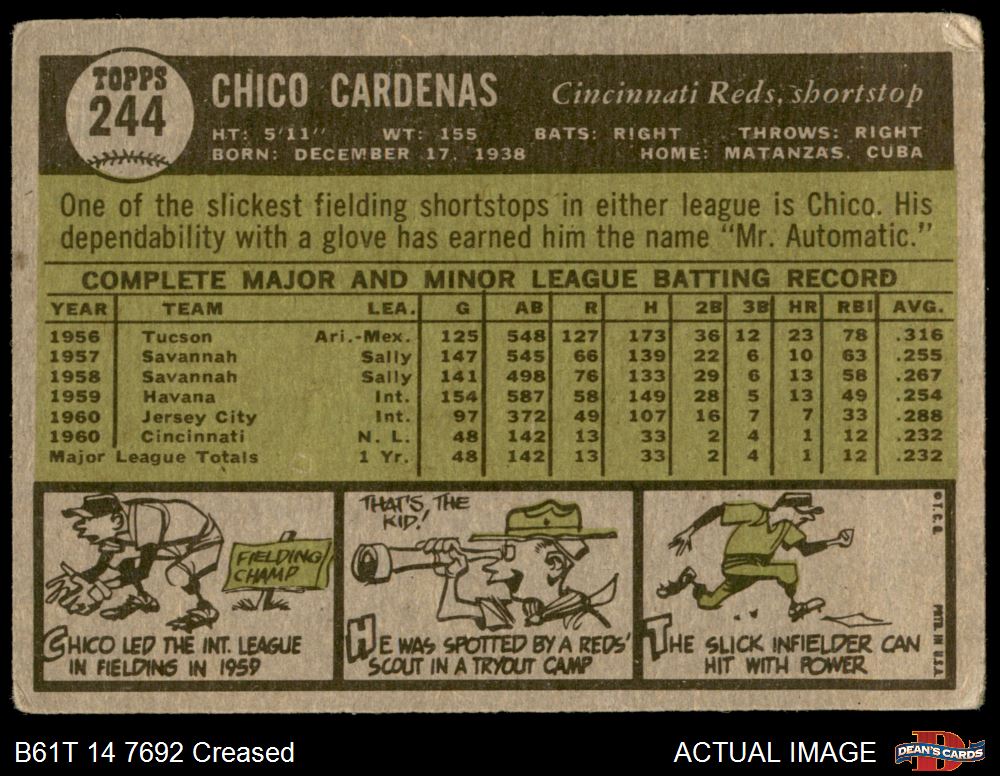 TOPPS
244
CHICO CARDENAS
Cincinnati Reds, shortstop
HT: 5'11" WT: 155 BATS: RIGHT THROWS: RIGHT
BORN: DECEMBER 17, 1938 HOME: MATANZAS, CUBA
One of the slickest fielding shortstops in either league is Chico. His
dependability with a glove has earned him the name "Mr. Automatic."
COMPLETE MAJOR AND MINOR LEAGUE BATTING RECORD
YEAR TEAM LEA. G AB R H 2B 3B HR RBI AVG.
1956 Tucson Ari.-Mex. 125 548 127 173 36 12 23 78 .316
1957 Savannah Sally 147 545 66 139 22 6 10 63 .255
1958 Savannah Sally 141 498 76 133 29 6 13 58 .267
1959 Havana Int. 154 587 58 149 28 5 13 49 .254
1960 Jersey City Int. 97 372 49 107 16 7 7 33 .288
1960 Cincinnati N. L. 48 142 13 33 2 4 1 12 .232
Major League Totals 1 Yr. 48 142 13 33 2 4 1 12 .232
FIELDING
CHAMP
CHICO LED THE INT. LEAGUE
IN FIELDING IN 1959
THAT'S THE
KID!
HE WAS SPOTTED BY A REDS'
SCOUT IN A TRYOUT CAMP
THE SLICK INFIELDER CAN
HIT WITH POWER
© T.C.G. PRTD. IN U.S.A.
B61T 14 7692 Creased
ACTUAL IMAGE
DEAN'S CARDS